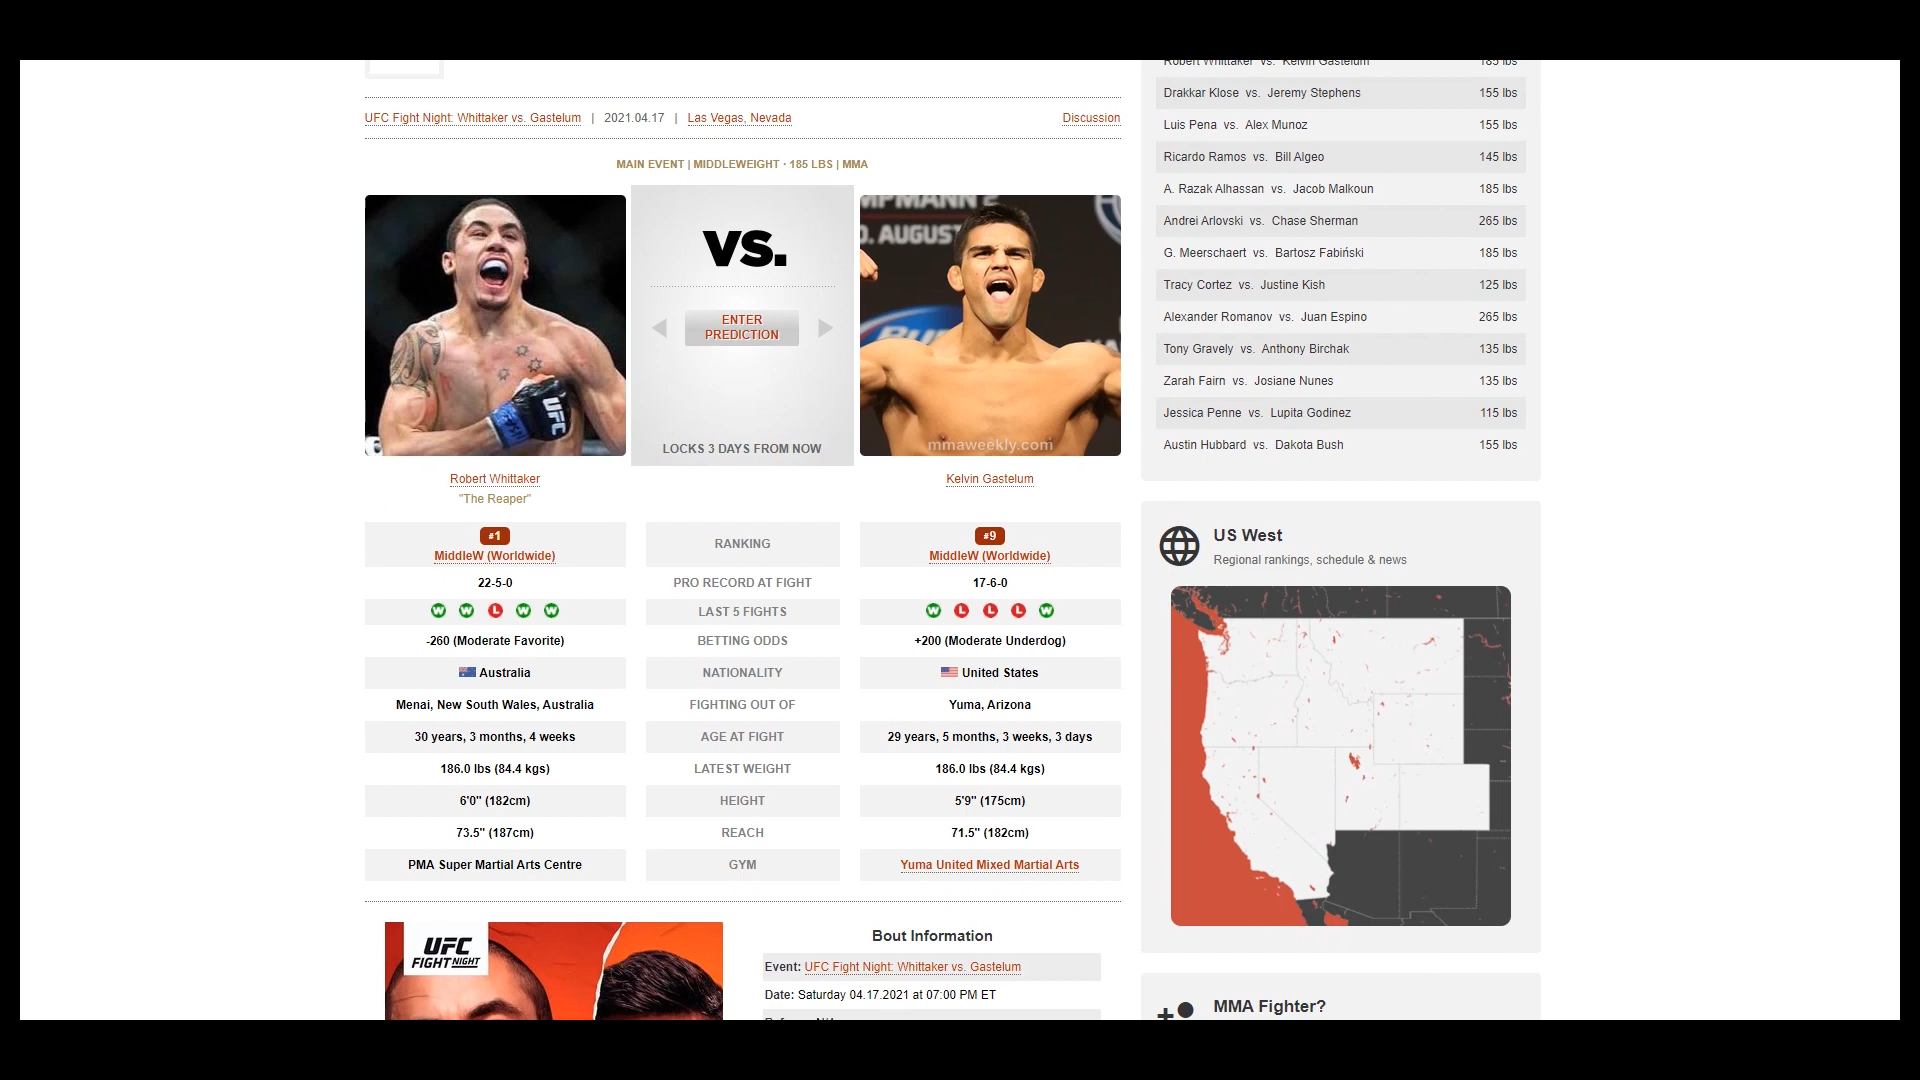 UFC Fight Night: Whittaker vs. Gastelum | 2021.04.17 | Las Vegas, Nevada Discussion
MAIN EVENT | MIDDLEWEIGHT · 185 LBS | MMA
VS.
ENTER
PREDICTION
LOCKS 3 DAYS FROM NOW
UFC
MPMANN 2
D. AUGUST
mmaweekly.com
Robert Whittaker Kelvin Gastelum
"The Reaper"
#1 RANKING #9
MiddleW (Worldwide) MiddleW (Worldwide)
22-5-0 PRO RECORD AT FIGHT 17-6-0
W W L W W LAST 5 FIGHTS W L L L W
-260 (Moderate Favorite) BETTING ODDS +200 (Moderate Underdog)
Australia NATIONALITY United States
Menai, New South Wales, Australia FIGHTING OUT OF Yuma, Arizona
30 years, 3 months, 4 weeks AGE AT FIGHT 29 years, 5 months, 3 weeks, 3 days
186.0 lbs (84.4 kgs) LATEST WEIGHT 186.0 lbs (84.4 kgs)
6'0" (182cm) HEIGHT 5'9" (175cm)
73.5" (187cm) REACH 71.5" (182cm)
PMA Super Martial Arts Centre GYM Yuma United Mixed Martial Arts
UFC
FIGHT NIGHT
Bout Information
Event: UFC Fight Night: Whittaker vs. Gastelum
Date: Saturday 04.17.2021 at 07:00 PM ET
Robert Whittaker vs. Kelvin Gastelum 185 lbs
Drakkar Klose vs. Jeremy Stephens 155 lbs
Luis Pena vs. Alex Munoz 155 lbs
Ricardo Ramos vs. Bill Algeo 145 lbs
A. Razak Alhassan vs. Jacob Malkoun 185 lbs
Andrei Arlovski vs. Chase Sherman 265 lbs
G. Meerschaert vs. Bartosz Fabiński 185 lbs
Tracy Cortez vs. Justine Kish 125 lbs
Alexander Romanov vs. Juan Espino 265 lbs
Tony Gravely vs. Anthony Birchak 135 lbs
Zarah Fairn vs. Josiane Nunes 135 lbs
Jessica Penne vs. Lupita Godinez 115 lbs
Austin Hubbard vs. Dakota Bush 155 lbs
US West
Regional rankings, schedule & news
MMA Fighter?